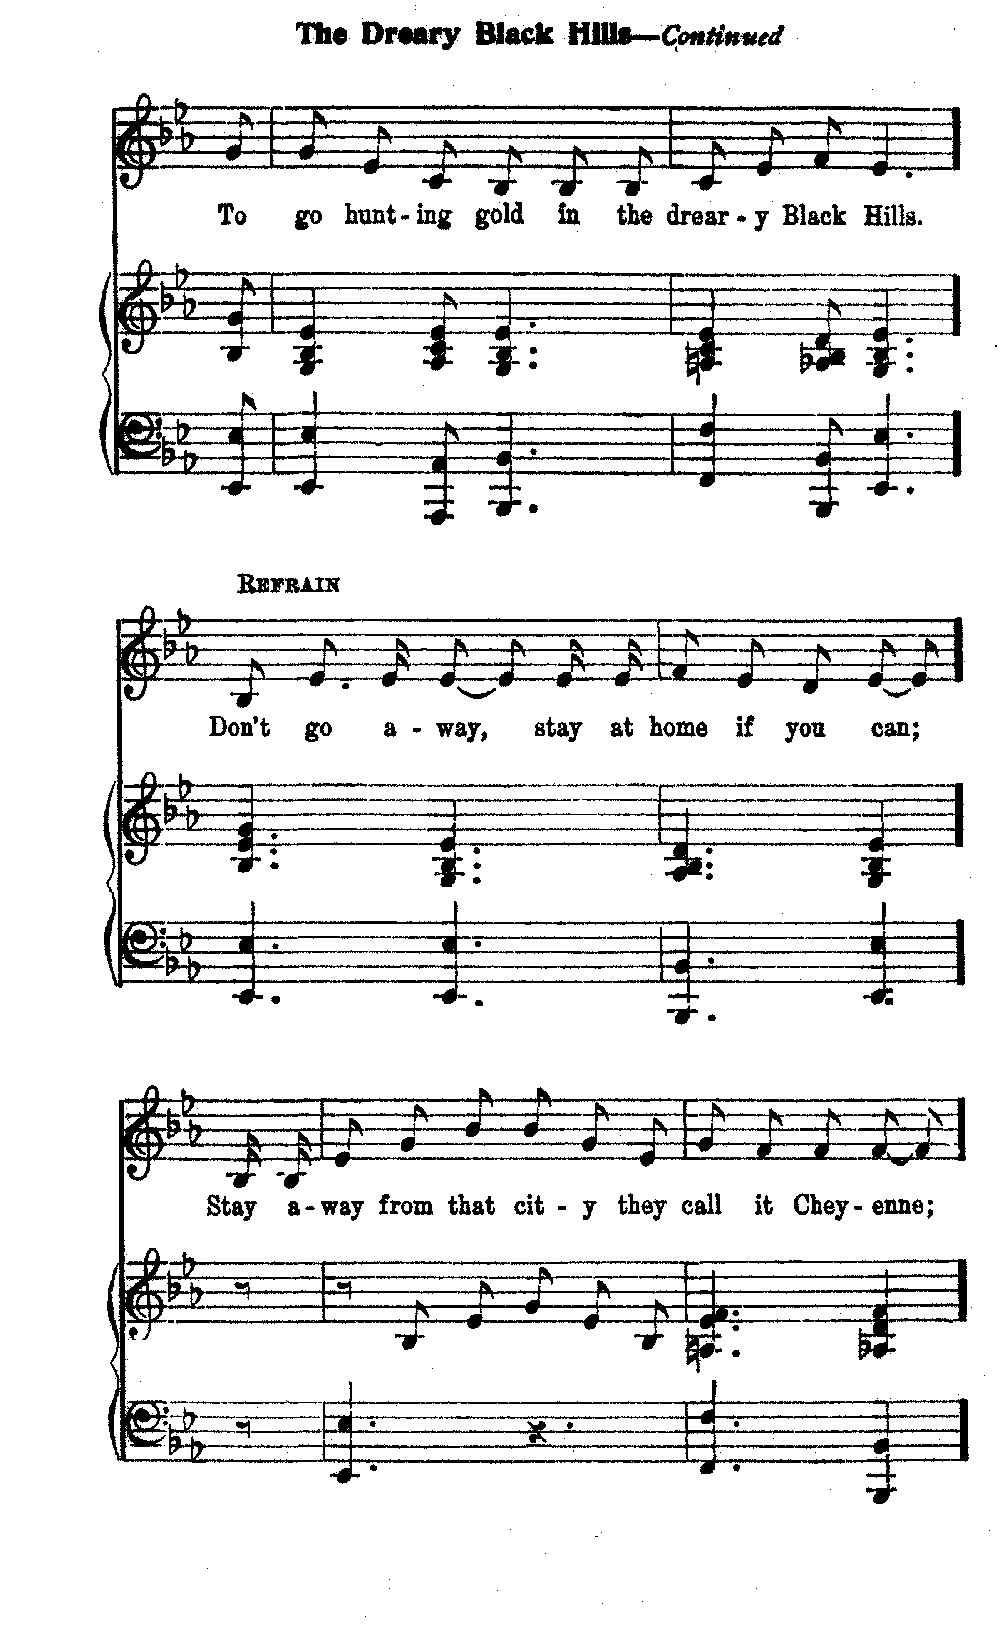 The Dreary Black Hills—Continued
To go hunt - ing gold in the drear - y Black Hills.
REFRAIN
Don't go a - way, stay at home if you can;
Stay a - way from that cit - y they call it Chey - enne;